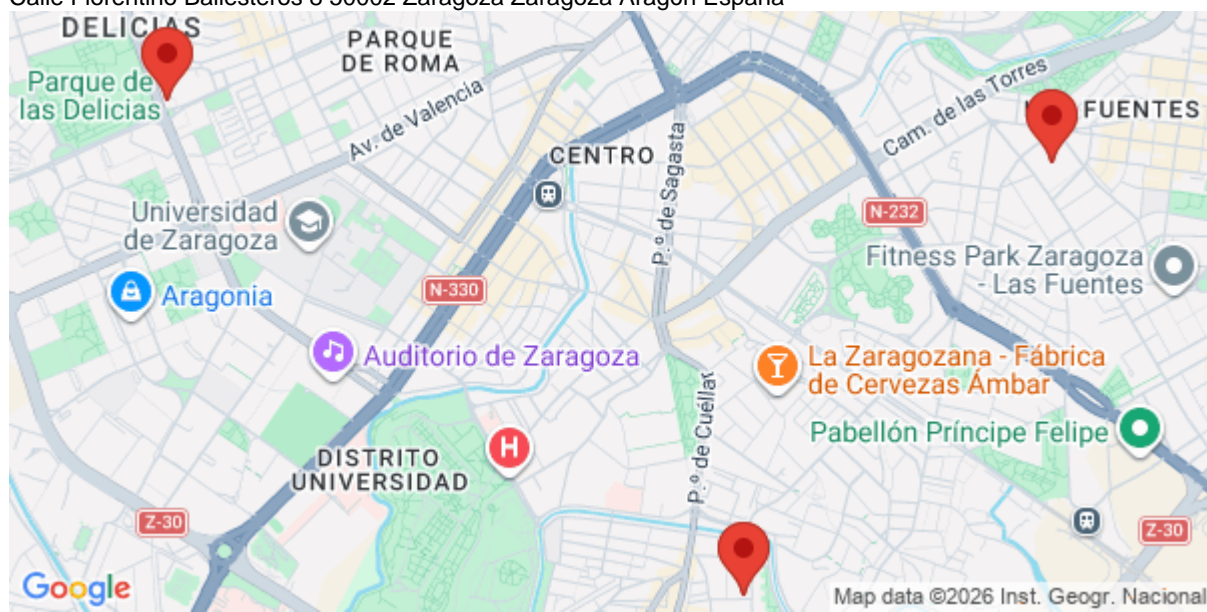 Calle Florentino Ballesteros 8 50002 Zaragoza Zaragoza Aragón España
DELICIAS
PARQUE
DE ROMA
Parque de
las Delicias
Av. de Valencia
Cam. de las Torres
FUENTES
CENTRO
P.º de Sagasta
Universidad
de Zaragoza
N-232
Fitness Park Zaragoza
- Las Fuentes
Aragonia
N-330
Auditorio de Zaragoza
La Zaragozana - Fábrica
de Cervezas Ámbar
P.º de Cuéllar
Pabellón Príncipe Felipe
H
DISTRITO
UNIVERSIDAD
Z-30
Z-30
Google
Map data ©2026 Inst. Geogr. Nacional